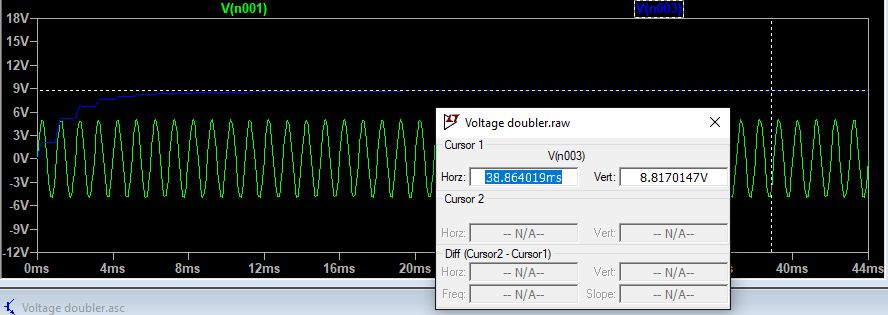 V(n001) V(n003)
18V
15V
12V
9V
6V
3V
0V
-3V
-6V
-9V
-12V
0ms 4ms 8ms 12ms 16ms 20ms 40ms 44ms
Voltage doubler.raw
Cursor 1
V(n003)
Horz: 38.864019ms Vert: 8.8170147V
Cursor 2
Horz: -- N/A-- Vert: -- N/A--
Diff (Cursor2 - Cursor1)
Horz: -- N/A-- Vert: -- N/A--
Freq: -- N/A-- Slope: -- N/A--
Voltage doubler.asc